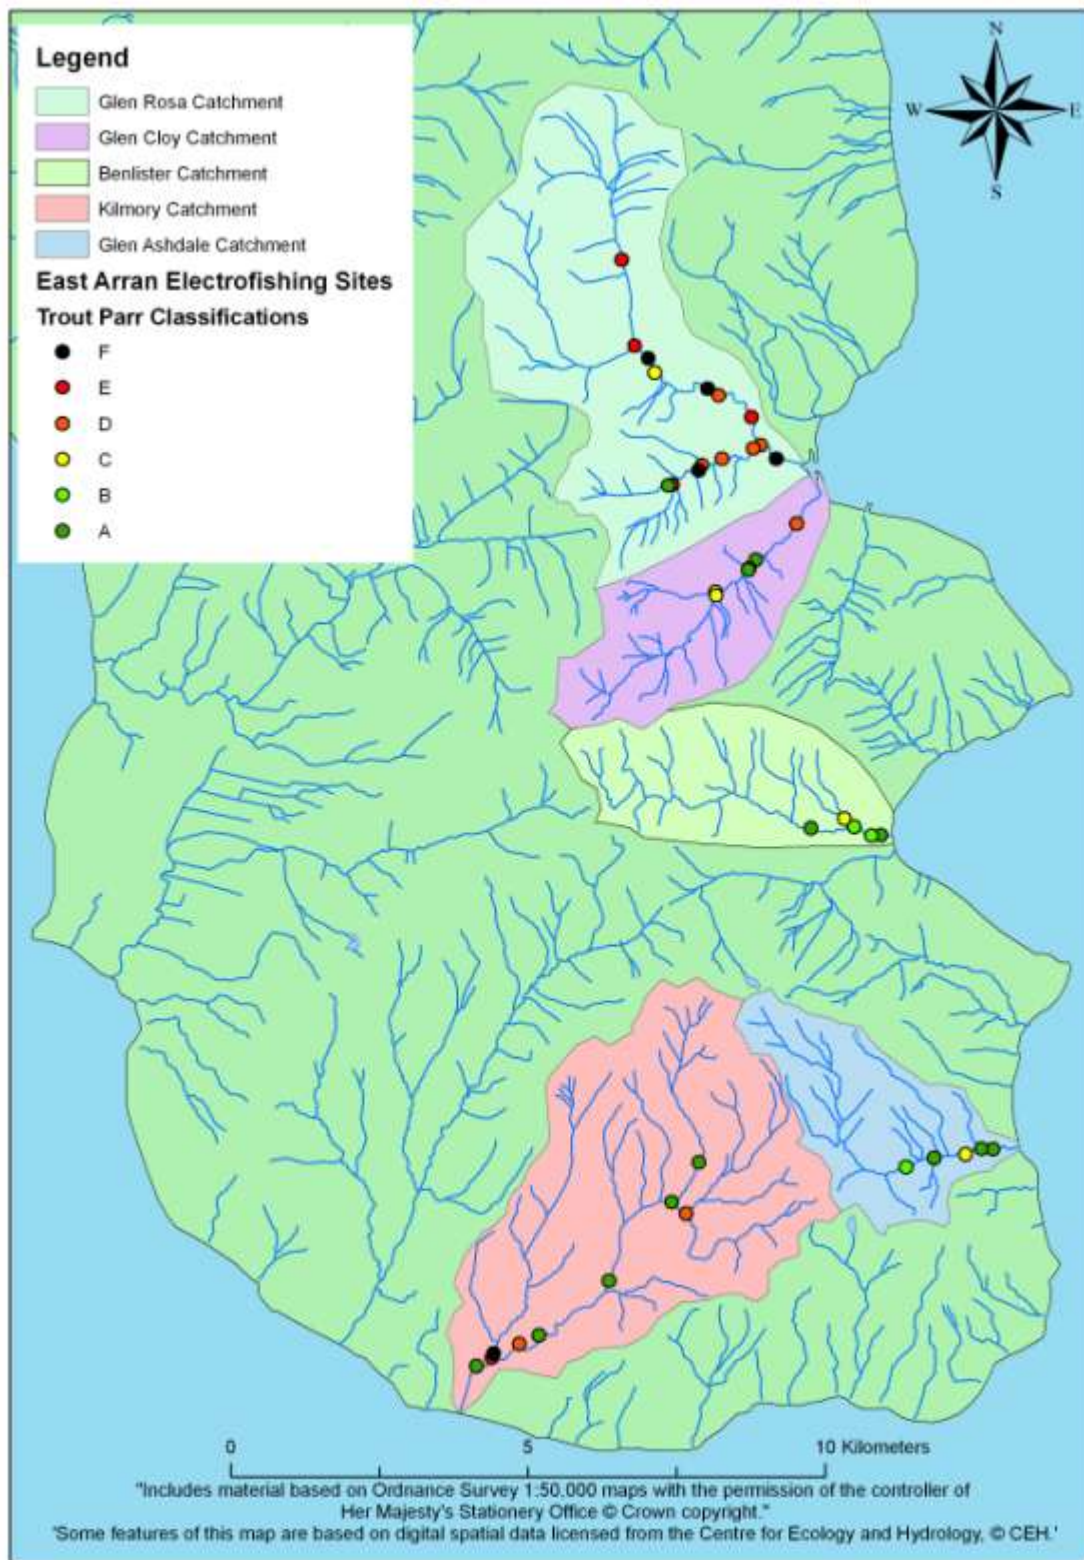 Legend
Glen Rosa Catchment
Glen Cloy Catchment
Benlister Catchment
Kilmory Catchment
Glen Ashdale Catchment
East Arran Electrofishing Sites
Trout Parr Classifications
F
E
D
C
B
A
N
W
E
S
0
5
10 Kilometers
"Includes material based on Ordnance Survey 1:50,000 maps with the permission of the controller of
Her Majesty's Stationery Office © Crown copyright."
'Some features of this map are based on digital spatial data licensed from the Centre for Ecology and Hydrology, © CEH.'